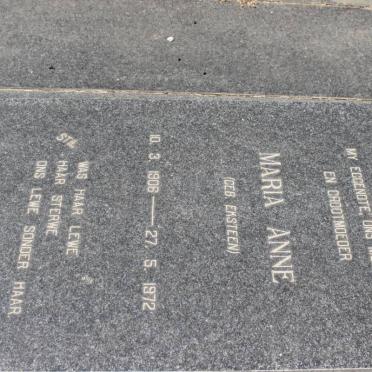 MY EGGENOTE, ONS
EN GROOTMOEDER
MARIA ANNE
(GEB EKSTEEN)
10. 3. 1906 — 27. 5. 1972
STIL
WAS HAAR LEWE
HAAR STERWE
ONS LEWE SONDER HAAR